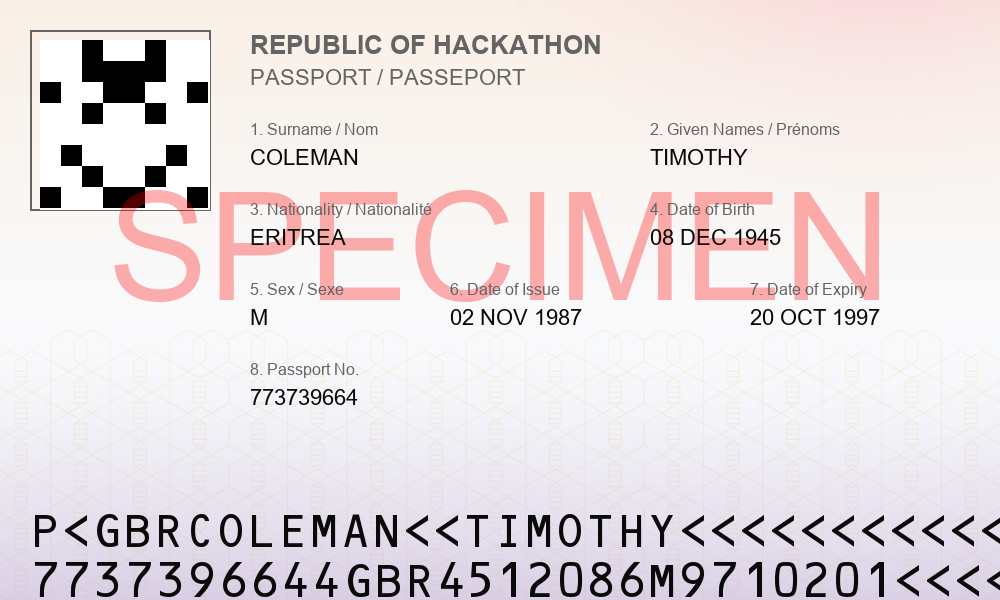 REPUBLIC OF HACKATHON
PASSPORT / PASSEPORT
1. Surname / Nom 2. Given Names / Prénoms
COLEMAN TIMOTHY
SPECIMEN
3. Nationality / Nationalité 4. Date of Birth
ERITREA 08 DEC 1945
5. Sex / Sexe 6. Date of Issue 7. Date of Expiry
M 02 NOV 1987 20 OCT 1997
8. Passport No.
773739664
P<GBRCOLEMAN<<TIMOTHY<<<<<<<<<<
7737396644GBR4512086M9710201<<<<